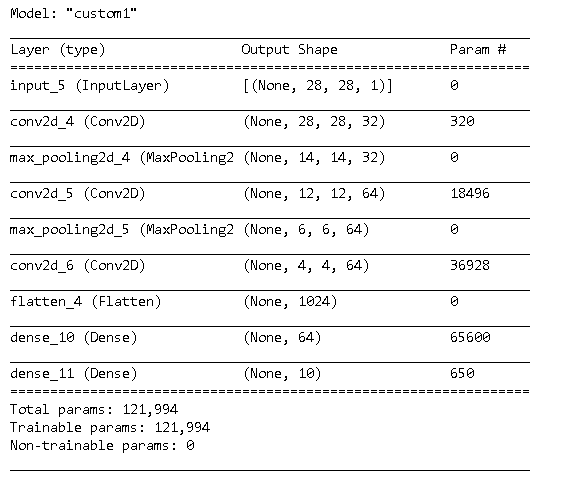 Model: "custom1"
Layer (type) Output Shape Param #
input_5 (InputLayer) [(None, 28, 28, 1)] 0
conv2d_4 (Conv2D) (None, 28, 28, 32) 320
max_pooling2d_4 (MaxPooling2 (None, 14, 14, 32) 0
conv2d_5 (Conv2D) (None, 12, 12, 64) 18496
max_pooling2d_5 (MaxPooling2 (None, 6, 6, 64) 0
conv2d_6 (Conv2D) (None, 4, 4, 64) 36928
flatten_4 (Flatten) (None, 1024) 0
dense_10 (Dense) (None, 64) 65600
dense_11 (Dense) (None, 10) 650
Total params: 121,994
Trainable params: 121,994
Non-trainable params: 0